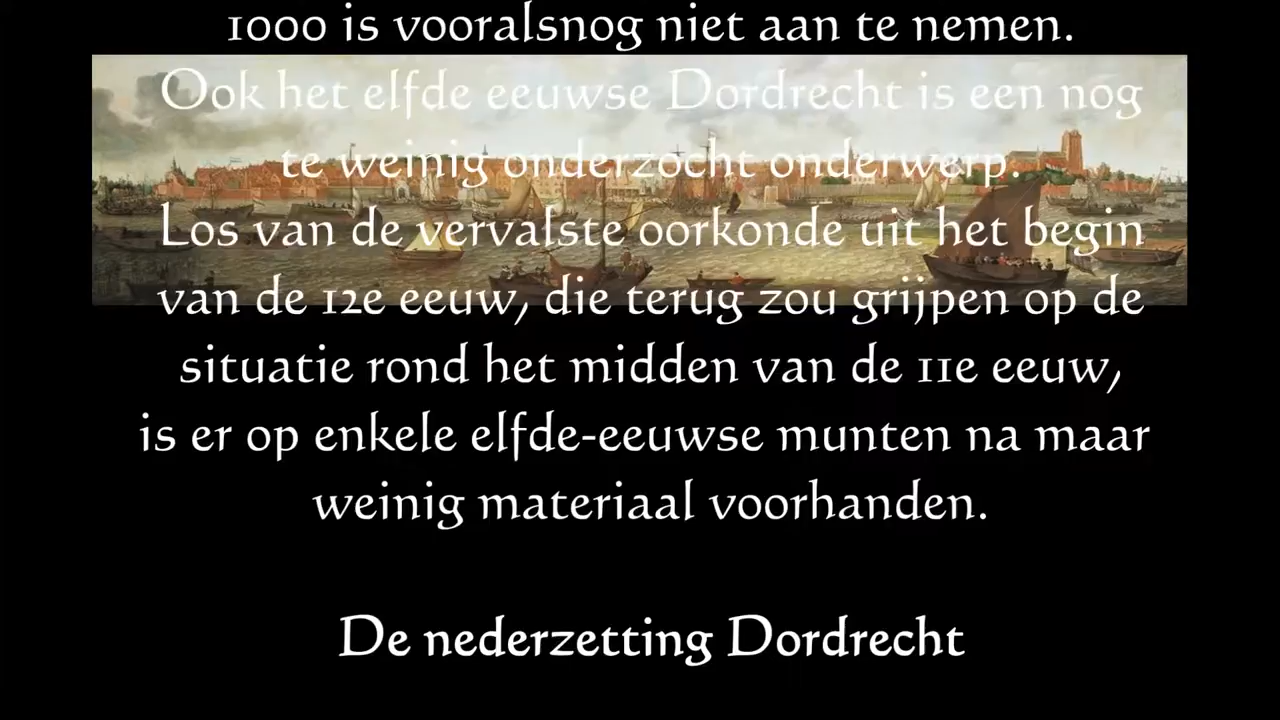 1000 is vooralsnog niet aan te nemen.
Ook het elfde eeuwse Dordrecht is een nog
te weinig onderzocht onderwerp.
Los van de vervalste oorkonde uit het begin
van de 12e eeuw, die terug zou grijpen op de
situatie rond het midden van de 11e eeuw,
is er op enkele elfde-eeuwse munten na maar
weinig materiaal voorhanden.
De nederzetting Dordrecht